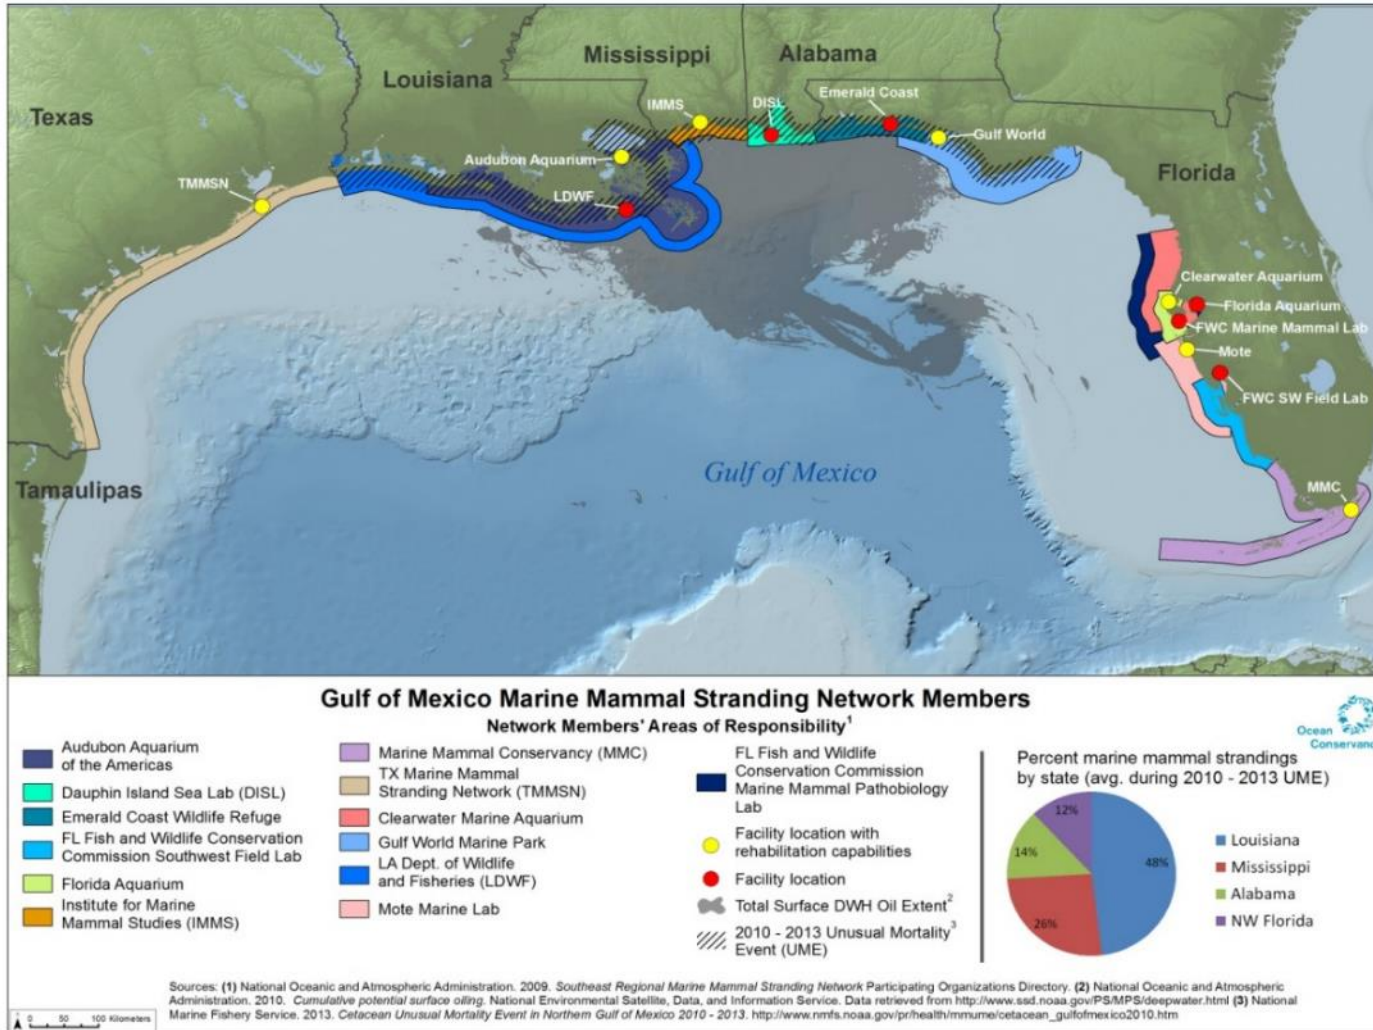 Mississippi
Alabama
Louisiana
Texas
Emerald Coast
IMMS
DISL
Gulf World
Audubon Aquarium
Florida
TMMSN
LDWF
Clearwater Aquarium
Florida Aquarium
FWC Marine Mammal Lab
Mote
FWC SW Field Lab
Gulf of Mexico
Tamaulipas
MMC
Gulf of Mexico Marine Mammal Stranding Network Members
Network Members' Areas of Responsibility1
Audubon Aquarium
of the Americas
Dauphin Island Sea Lab (DISL)
Emerald Coast Wildlife Refuge
FL Fish and Wildlife Conservation
Commission Southwest Field Lab
Florida Aquarium
Institute for Marine
Mammal Studies (IMMS)
Marine Mammal Conservancy (MMC)
TX Marine Mammal
Stranding Network (TMMSN)
Clearwater Marine Aquarium
Gulf World Marine Park
LA Dept. of Wildlife
and Fisheries (LDWF)
Mote Marine Lab
FL Fish and Wildlife
Conservation Commission
Marine Mammal Pathobiology
Lab
Facility location with
rehabilitation capabilities
Facility location
Total Surface DWH Oil Extent2
2010 - 2013 Unusual Mortality3
Event (UME)
Ocean
Conservancy
Percent marine mammal strandings
by state (avg. during 2010 - 2013 UME)
12%
14%
48%
26%
Louisiana
Mississippi
Alabama
NW Florida
Sources: (1) National Oceanic and Atmospheric Administration. 2009. Southeast Regional Marine Mammal Stranding Network Participating Organizations Directory. (2) National Oceanic and Atmospheric
Administration. 2010. Cumulative potential surface oiling. National Environmental Satellite, Data, and Information Service. Data retrieved from http://www.ssd.noaa.gov/PS/MPS/deepwater.html (3) National
Marine Fishery Service. 2013. Cetacean Unusual Mortality Event in Northern Gulf of Mexico 2010 - 2013. http://www.nmfs.noaa.gov/pr/health/mmume/cetacean_gulfofmexico2010.htm
0 50 100 Kilometers